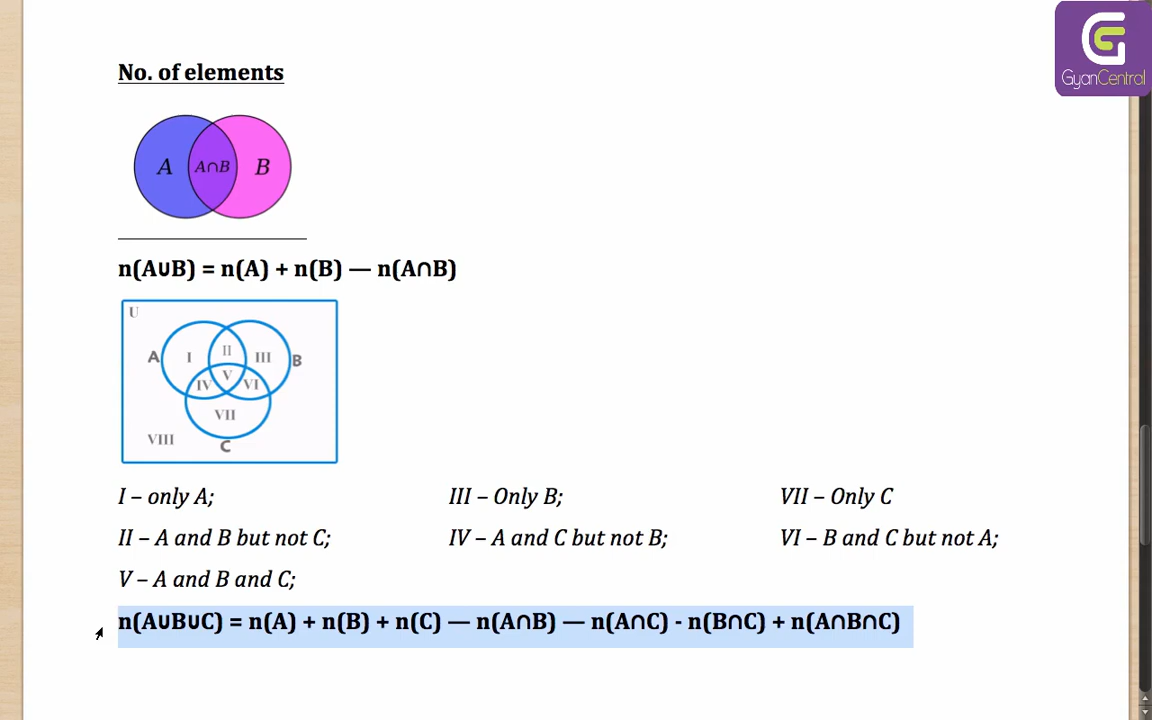 GyanCentral
No. of elements
A A∩B B
n(A∪B) = n(A) + n(B) — n(A∩B)
U
A I II III B
IV V VI
VII
VIII
C
I – only A; III – Only B; VII – Only C
II – A and B but not C; IV – A and C but not B; VI – B and C but not A;
V – A and B and C;
n(A∪B∪C) = n(A) + n(B) + n(C) — n(A∩B) — n(A∩C) - n(B∩C) + n(A∩B∩C)